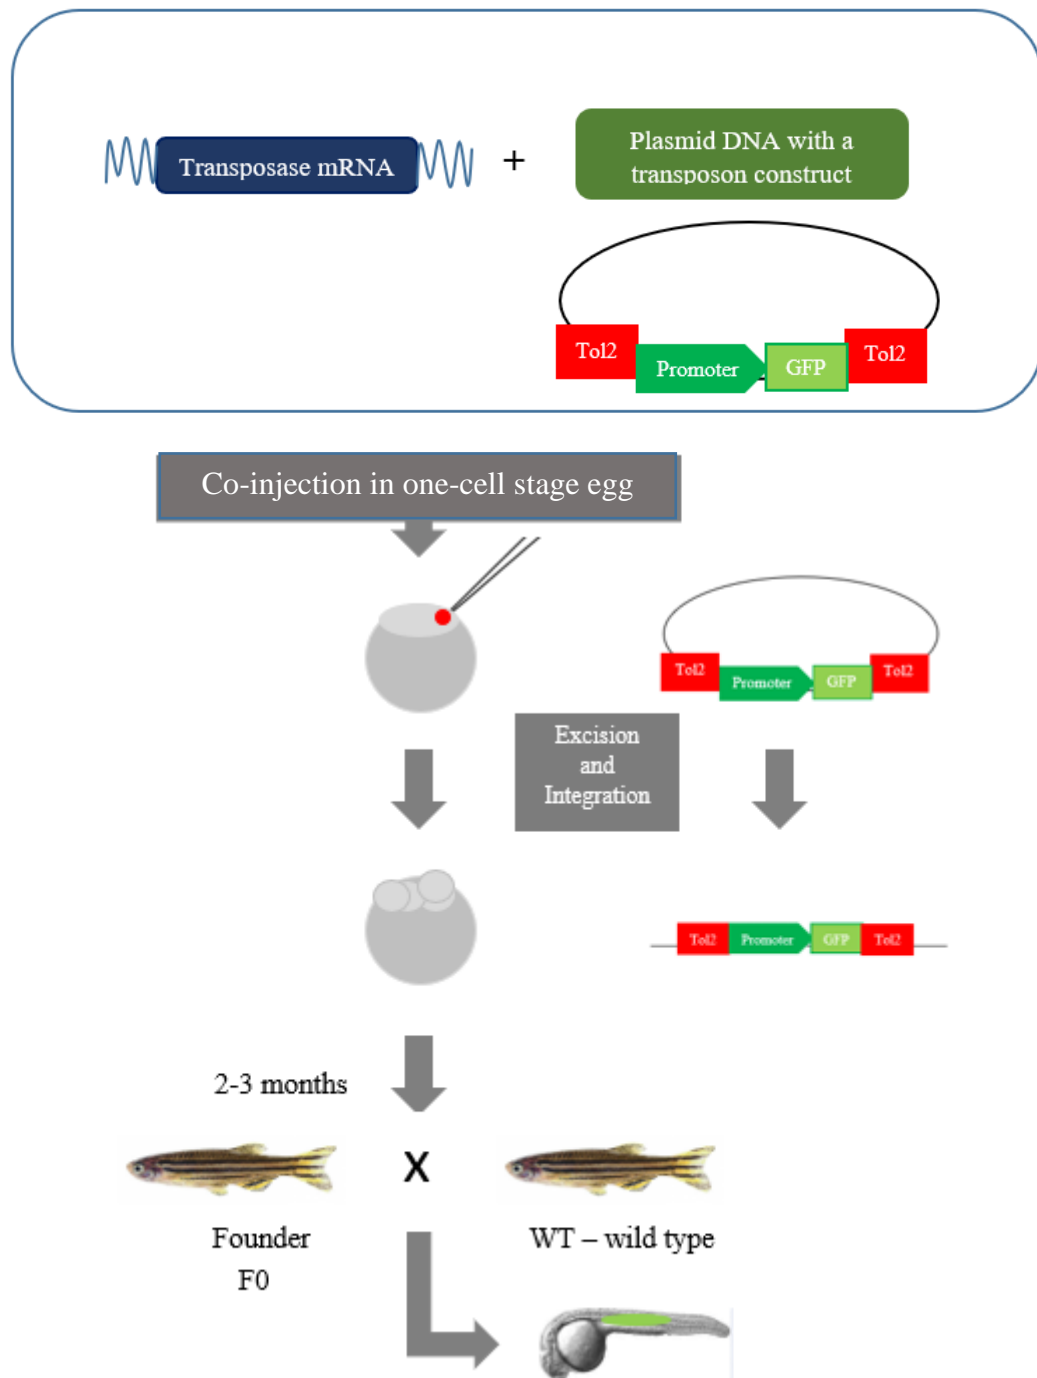 Transposase mRNA
+
Plasmid DNA with a
transposon construct
Tol2
Promoter
GFP
Tol2
Co-injection in one-cell stage egg
Tol2
Promoter
GFP
Tol2
Excision
and
Integration
Tol2
Promoter
GFP
Tol2
2-3 months
X
Founder
F0
WT – wild type